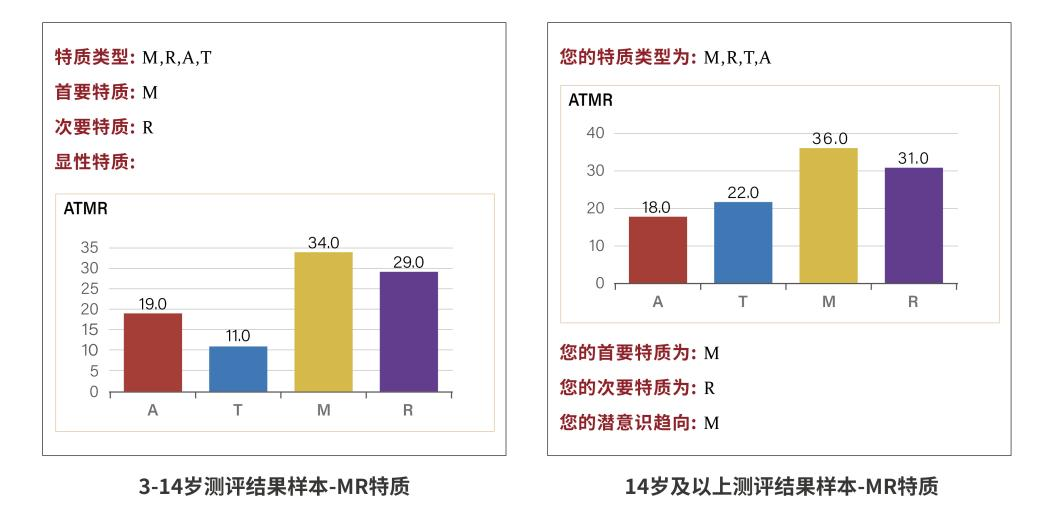 特质类型: M,R,A,T
首要特质: M
次要特质: R
显性特质:
ATMR
35
30
25
20
15
10
5
0
19.0
11.0
34.0
29.0
A
T
M
R
3-14岁测评结果样本-MR特质
您的特质类型为: M,R,T,A
ATMR
40
30
20
10
0
18.0
22.0
36.0
31.0
A
T
M
R
您的首要特质为: M
您的次要特质为: R
您的潜意识趋向: M
14岁及以上测评结果样本-MR特质